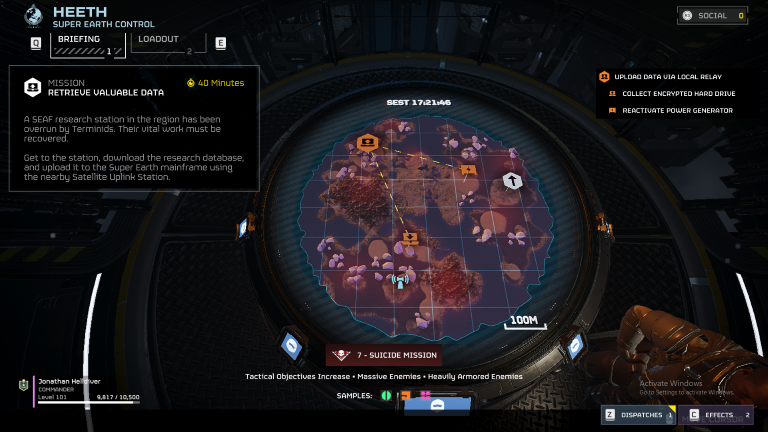 HEETH
SUPER EARTH CONTROL
SOCIAL 0
Q
BRIEFING
1
LOADOUT
2
E
MISSION
RETRIEVE VALUABLE DATA
40 Minutes
A SEAF research station in the region has been
overrun by Terminids. Their vital work must be
recovered.
Get to the station, download the research database,
and upload it to the Super Earth mainframe using
the nearby Satellite Uplink Station.
UPLOAD DATA VIA LOCAL RELAY
COLLECT ENCRYPTED HARD DRIVE
REACTIVATE POWER GENERATOR
SEST 17:21:46
100M
7 - SUICIDE MISSION
Tactical Objectives Increase • Massive Enemies • Heavily Armored Enemies
SAMPLES:
Jonathan Helldiver
COMMANDER
Level 101
9,817 / 10,500
Activate Windows
Go to Settings to activate Windows.
Z DISPATCHES 1
C EFFECTS 2